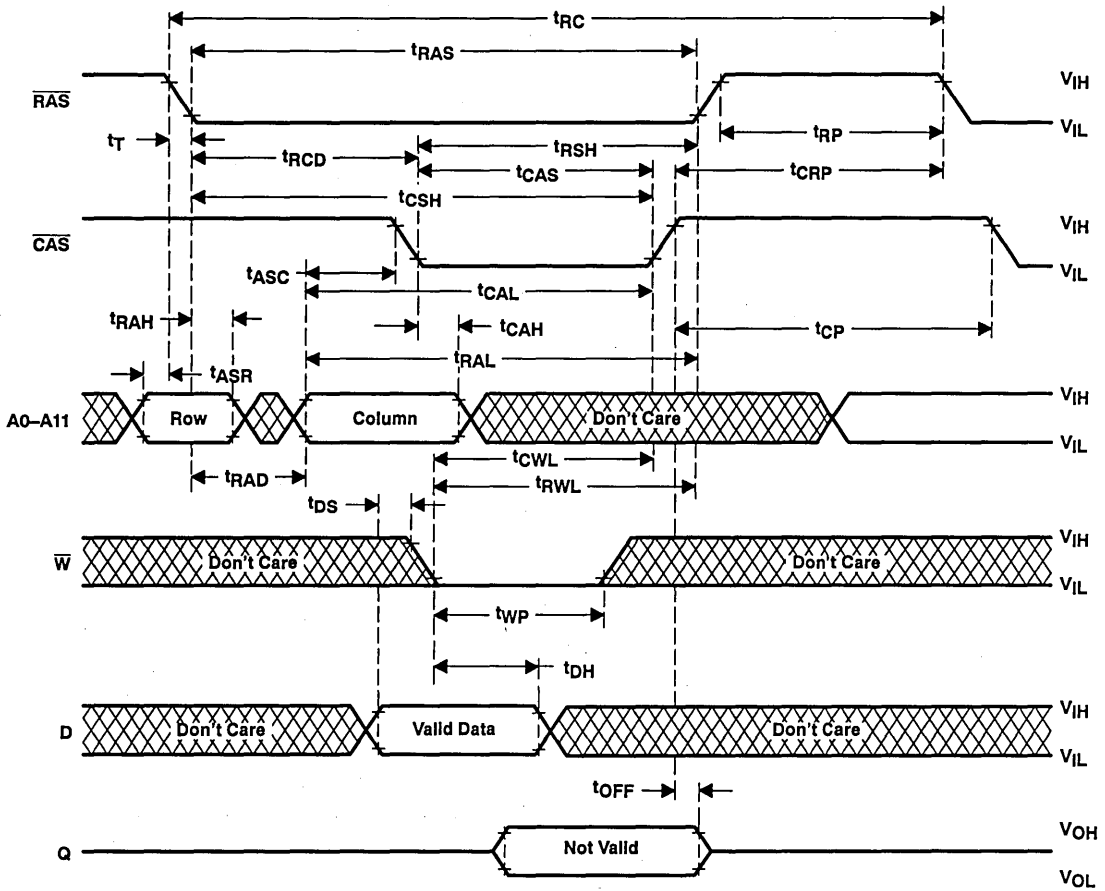 tRC
tRAS
RAS
VIH
VIL
tT
tRP
tRCD
tRSH
tCAS
tCRP
tCSH
CAS
VIH
VIL
tASC
tCAL
tRAH
tCAH
tCP
tRAL
tASR
A0–A11
Row
Column
Don't Care
VIH
VIL
tCWL
tRAD
tRWL
tDS
W
Don't Care
Don't Care
VIH
VIL
tWP
tDH
D
Don't Care
Valid Data
Don't Care
VIH
VIL
tOFF
Q
Not Valid
VOH
VOL